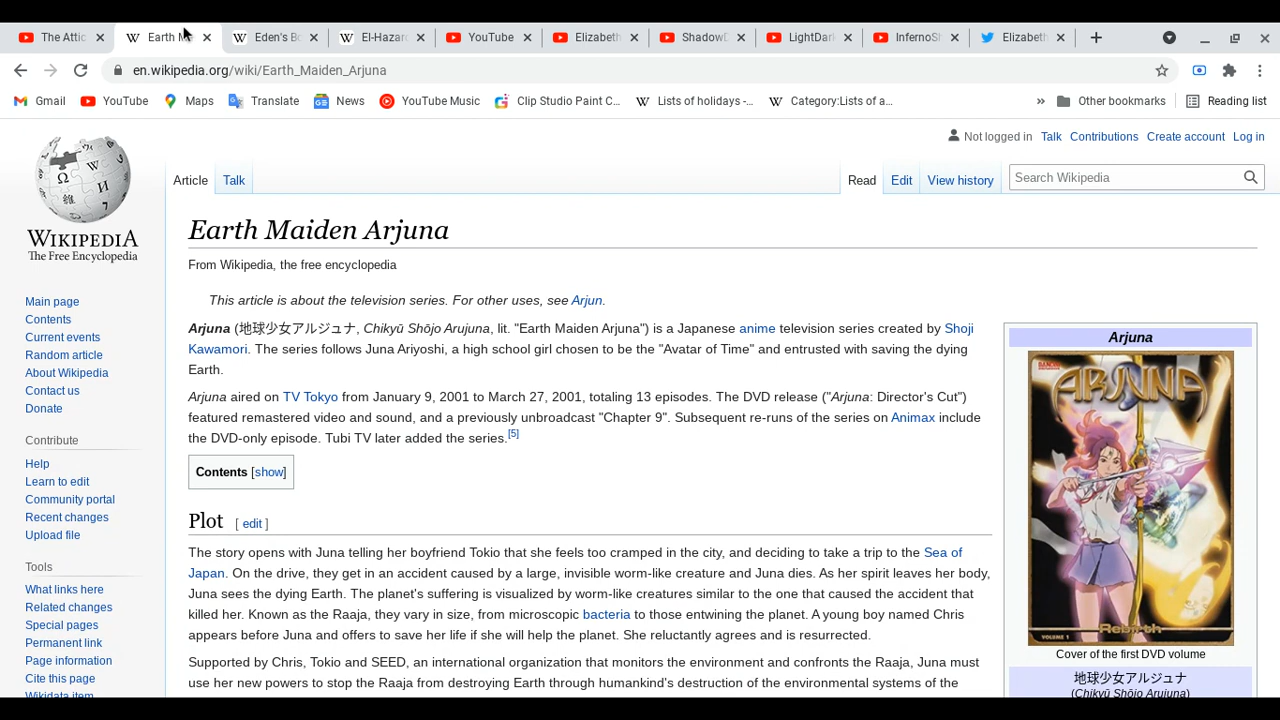 The Attic
Earth M
Eden's Bo
El-Hazar
YouTube
Elizabeth
ShadowD
LightDark
InfernoSh
Elizabeth
en.wikipedia.org/wiki/Earth_Maiden_Arjuna
Gmail YouTube Maps Translate News YouTube Music Clip Studio Paint C... Lists of holidays -... Category:Lists of a... » Other bookmarks Reading list
Not logged in Talk Contributions Create account Log in
Article Talk Read Edit View history Search Wikipedia
WIKIPEDIA
The Free Encyclopedia
Main page
Contents
Current events
Random article
About Wikipedia
Contact us
Donate
Contribute
Help
Learn to edit
Community portal
Recent changes
Upload file
Tools
What links here
Related changes
Special pages
Permanent link
Page information
Cite this page
Wikidata item
Earth Maiden Arjuna
From Wikipedia, the free encyclopedia
This article is about the television series. For other uses, see Arjun.
Arjuna (地球少女アルジュナ, Chikyū Shōjo Arujuna, lit. "Earth Maiden Arjuna") is a Japanese anime television series created by Shoji
Kawamori. The series follows Juna Ariyoshi, a high school girl chosen to be the "Avatar of Time" and entrusted with saving the dying
Earth.
Arjuna aired on TV Tokyo from January 9, 2001 to March 27, 2001, totaling 13 episodes. The DVD release ("Arjuna: Director's Cut")
featured remastered video and sound, and a previously unbroadcast "Chapter 9". Subsequent re-runs of the series on Animax include
the DVD-only episode. Tubi TV later added the series.[5]
Contents [show]
Plot [ edit ]
The story opens with Juna telling her boyfriend Tokio that she feels too cramped in the city, and deciding to take a trip to the Sea of
Japan. On the drive, they get in an accident caused by a large, invisible worm-like creature and Juna dies. As her spirit leaves her body,
Juna sees the dying Earth. The planet's suffering is visualized by worm-like creatures similar to the one that caused the accident that
killed her. Known as the Raaja, they vary in size, from microscopic bacteria to those entwining the planet. A young boy named Chris
appears before Juna and offers to save her life if she will help the planet. She reluctantly agrees and is resurrected.
Supported by Chris, Tokio and SEED, an international organization that monitors the environment and confronts the Raaja, Juna must
use her new powers to stop the Raaja from destroying Earth through humankind's destruction of the environmental systems of the
Arjuna
ARJUNA
Rebirth
VOLUME 1
Cover of the first DVD volume
地球少女アルジュナ
(Chikyū Shōjo Arujuna)